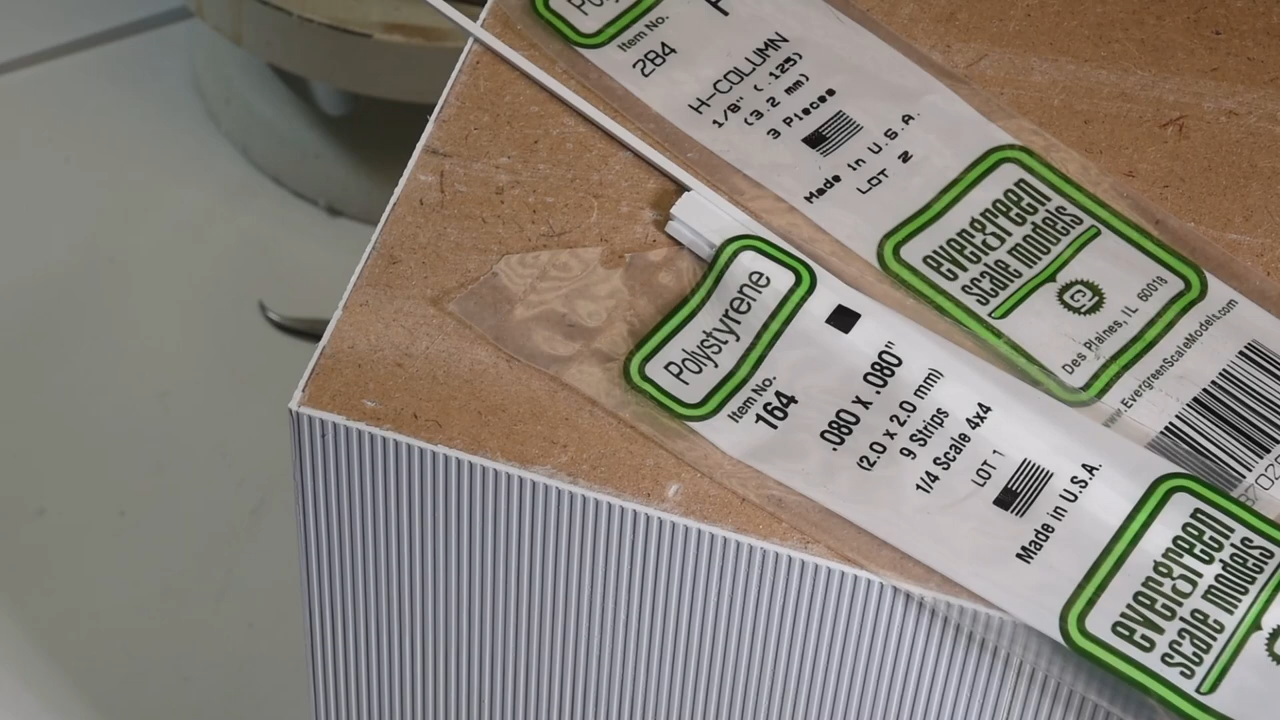 Item No.
284
H-COLUMN
1/8" (.125)
(3.2 mm)
3 Pieces
Made in U.S.A.
LOT 2
evergreen
scale models
Des Plaines, IL 60018
www.EvergreenScaleModels.com
Polystyrene
Item No.
164
.080 x .080"
(2.0 x 2.0 mm)
9 Strips
1/4 Scale 4x4
LOT 1
Made in U.S.A.
evergreen
scale models